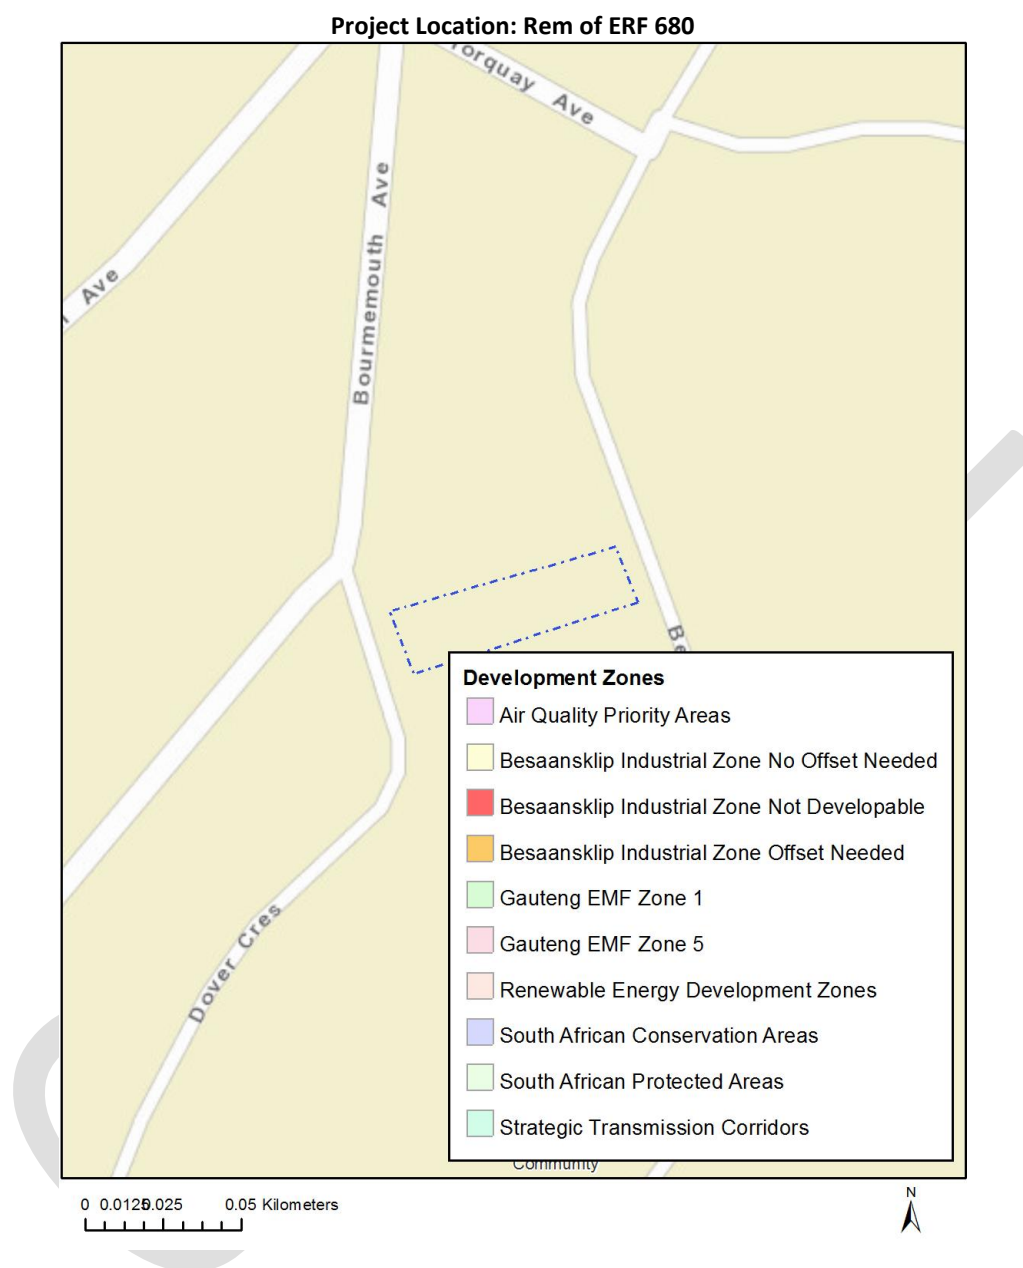 Project Location: Rem of ERF 680
Torquay Ave
Bournemouth Ave
Ave
Be
Development Zones
Air Quality Priority Areas
Besaansklip Industrial Zone No Offset Needed
Besaansklip Industrial Zone Not Developable
Besaansklip Industrial Zone Offset Needed
Gauteng EMF Zone 1
Gauteng EMF Zone 5
Renewable Energy Development Zones
South African Conservation Areas
South African Protected Areas
Strategic Transmission Corridors
Dover Cres
Community
0 0.0125 0.025 0.05 Kilometers
N